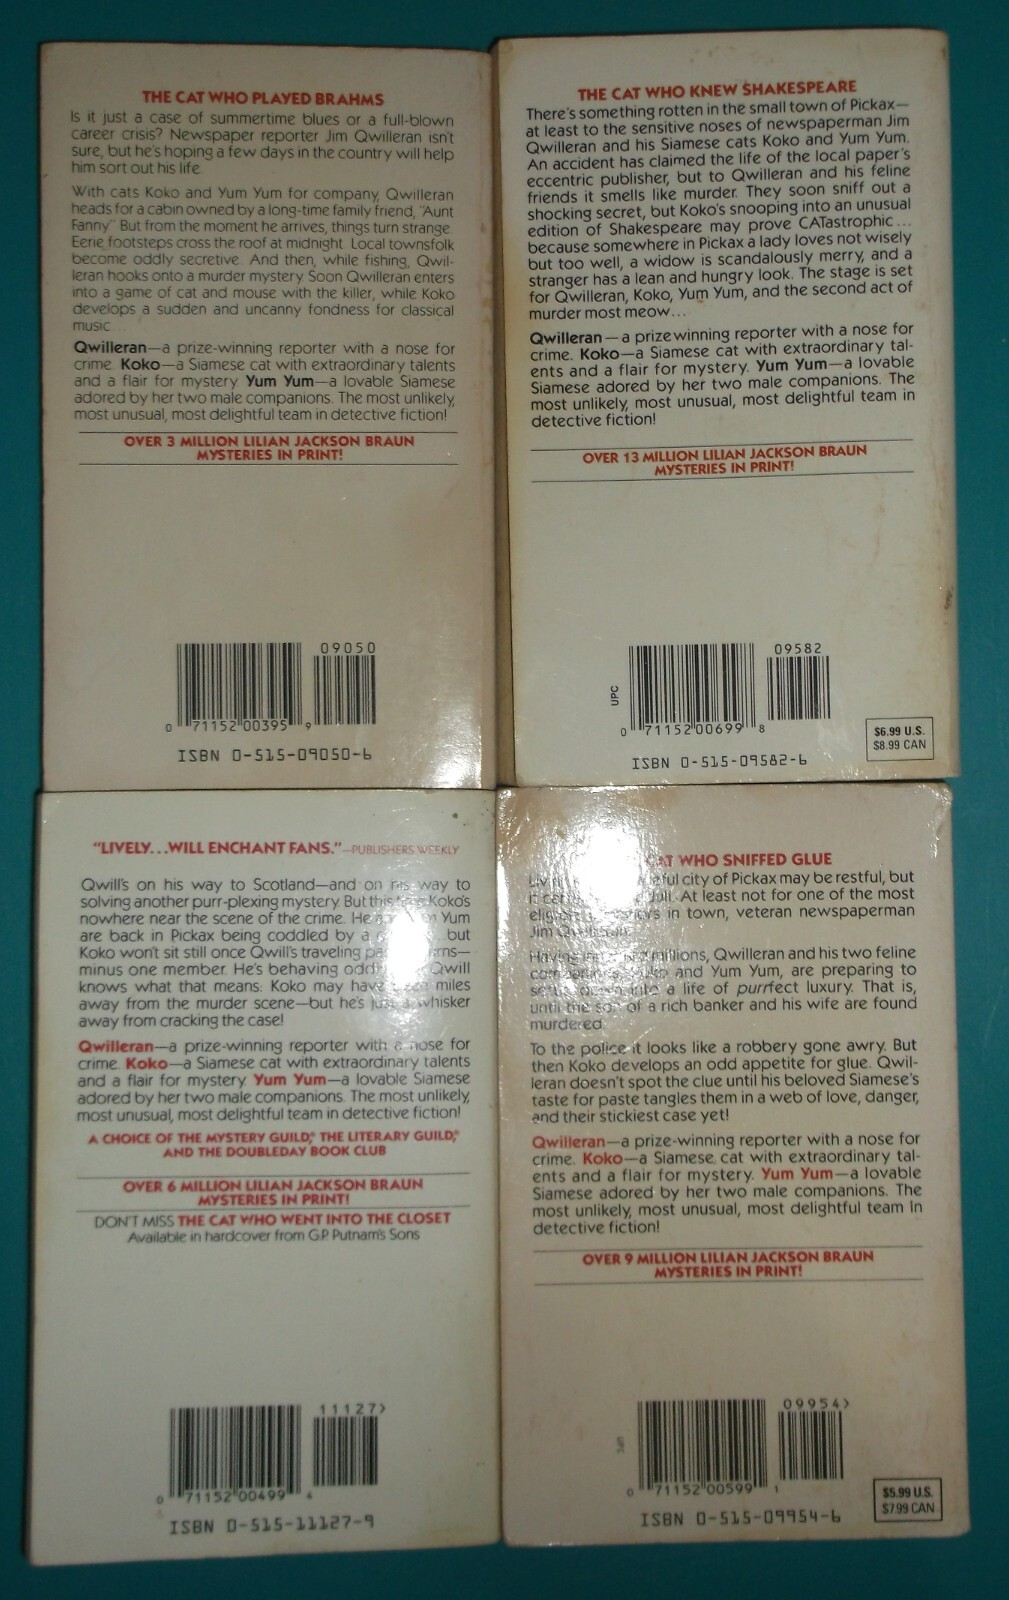 THE CAT WHO PLAYED BRAHMS
Is it just a case of summertime blues or a full-blown
career crisis? Newspaper reporter Jim Qwilleran isn't
sure, but he's hoping a few days in the country will help
him sort out his life.
With cats Koko and Yum Yum for company, Qwilleran
heads for a cabin owned by a long-time family friend, "Aunt
Fanny." But from the moment he arrives, things turn strange.
Eerie footsteps cross the roof at midnight. Local townsfolk
become oddly secretive. And then, while fishing, Qwil-
leran hooks onto a murder mystery. Soon Qwilleran enters
into a game of cat and mouse with the killer, while Koko
develops a sudden and uncanny fondness for classical
music...
Qwilleran—a prize-winning reporter with a nose for
crime. Koko—a Siamese cat with extraordinary talents
and a flair for mystery. Yum Yum—a lovable Siamese
adored by her two male companions. The most unlikely,
most unusual, most delightful team in detective fiction!
OVER 3 MILLION LILIAN JACKSON BRAUN
MYSTERIES IN PRINT!
09050
0 71152 00395 9
ISBN 0-515-09050-6
THE CAT WHO KNEW SHAKESPEARE
There's something rotten in the small town of Pickax—
at least to the sensitive noses of newspaperman Jim
Qwilleran and his Siamese cats Koko and Yum Yum.
An accident has claimed the life of the local paper's
eccentric publisher, but to Qwilleran and his feline
friends it smells like murder. They soon sniff out a
shocking secret, but Koko's snooping into an unusual
edition of Shakespeare may prove CATastrophic...
because somewhere in Pickax a lady loves not wisely
but too well, a widow is scandalously merry, and a
stranger has a lean and hungry look. The stage is set
for Qwilleran, Koko, Yum Yum, and the second act of
murder most meow...
Qwilleran—a prizewinning reporter with a nose for
crime. Koko—a Siamese cat with extraordinary tal-
ents and a flair for mystery. Yum Yum—a lovable
Siamese adored by her two male companions. The
most unlikely, most unusual, most delightful team in
detective fiction!
OVER 13 MILLION LILIAN JACKSON BRAUN
MYSTERIES IN PRINT!
09582
UPC
0 71152 00699 8
ISBN 0-515-09582-6
$6.99 U.S.
$8.99 CAN
"LIVELY...WILL ENCHANT FANS."—PUBLISHERS WEEKLY
Qwill's on his way to Scotland—and on his way to
solving another purr-plexing mystery. But this Koko's
nowhere near the scene of the crime. He Yum
are back in Pickax being coddled by a ...but
Koko won't sit still once Qwill's traveling
minus one member. He's behaving Qwill
knows what that means: Koko may have been miles
away from the murder scene—but he's just a whisker
away from cracking the case!
Qwilleran—a prize-winning reporter with a nose for
crime. Koko—a Siamese cat with extraordinary talents
and a flair for mystery. Yum Yum—a lovable Siamese
adored by her two male companions. The most unlikely,
most unusual, most delightful team in detective fiction!
A CHOICE OF THE MYSTERY GUILD,® THE LITERARY GUILD,®
AND THE DOUBLEDAY BOOK CLUB
OVER 6 MILLION LILIAN JACKSON BRAUN
MYSTERIES IN PRINT!
DON'T MISS THE CAT WHO WENT INTO THE CLOSET
Available in hardcover from G.P. Putnam's Sons
11127>
0 71152 00499 4
ISBN 0-515-11127-9
CAT WHO SNIFFED GLUE
city of Pickax may be restful, but
it At least not for one of the most
in town, veteran newspaperman
Jim
Having millions, Qwilleran and his two feline
and Yum Yum, are preparing to
into a life of purrfect luxury. That is,
until the son of a rich banker and his wife are found
murdered.
To the police it looks like a robbery gone awry. But
then Koko develops an odd appetite for glue. Qwil-
leran doesn't spot the clue until his beloved Siamese's
taste for paste tangles them in a web of love, danger,
and their stickiest case yet!
Qwilleran—a prize-winning reporter with a nose for
crime. Koko—a Siamese cat with extraordinary tal-
ents and a flair for mystery. Yum Yum—a lovable
Siamese adored by her two male companions. The
most unlikely, most unusual, most delightful team in
detective fiction!
OVER 9 MILLION LILIAN JACKSON BRAUN
MYSTERIES IN PRINT!
09954>
0 71152 00599 1
ISBN 0-515-09954-6
$5.99 U.S.
$7.99 CAN